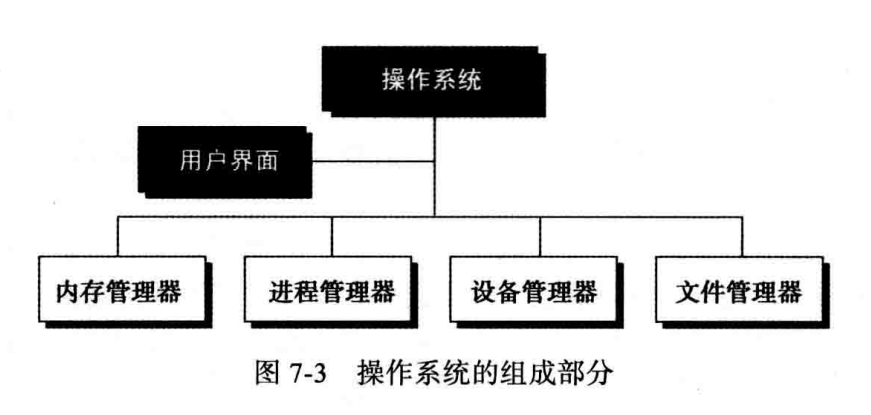 操作系统
用户界面
内存管理器
进程管理器
设备管理器
文件管理器
图 7-3 操作系统的组成部分